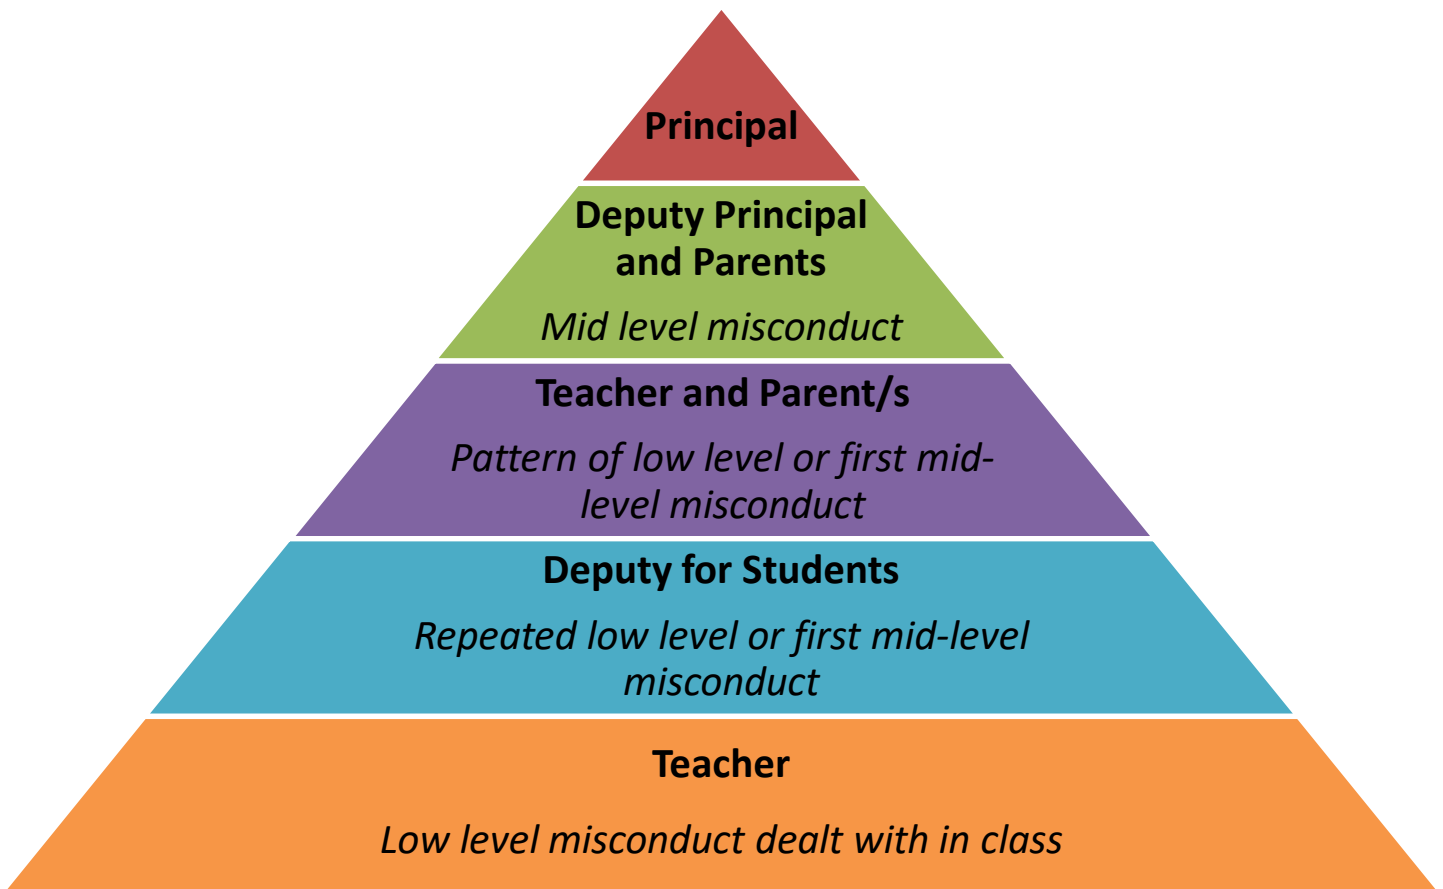 Principal
Deputy Principal
and Parents
Mid level misconduct
Teacher and Parent/s
Pattern of low level or first mid-
level misconduct
Deputy for Students
Repeated low level or first mid-level
misconduct
Teacher
Low level misconduct dealt with in class